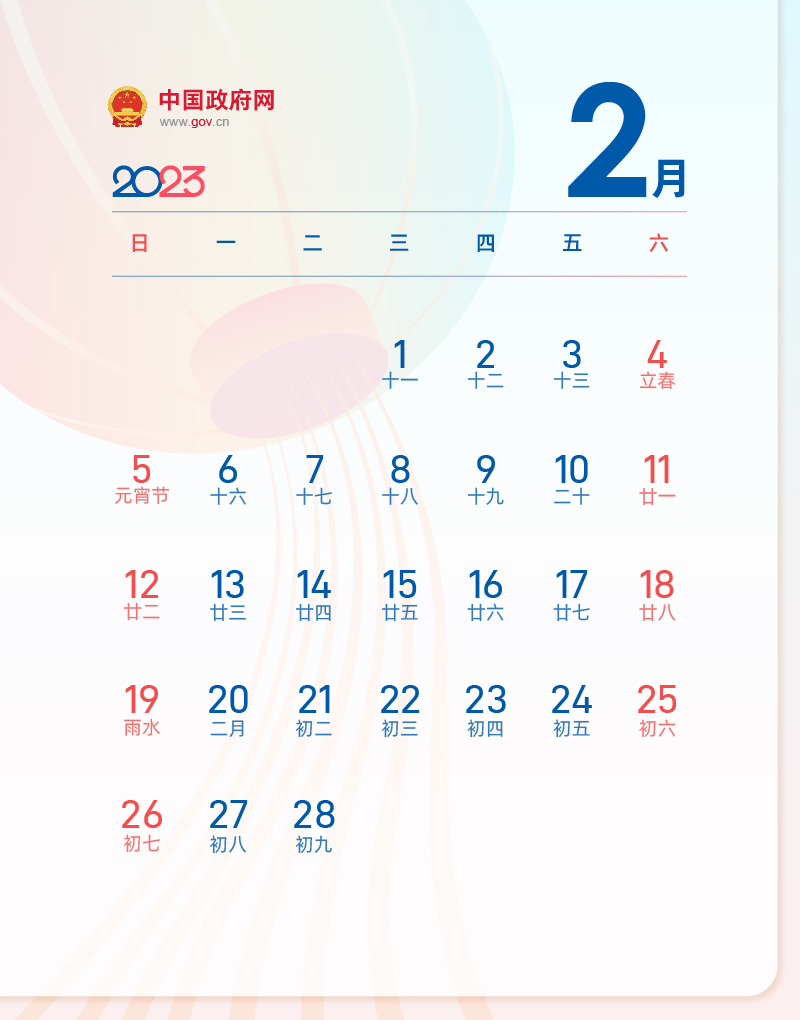 中国政府网
www.gov.cn
2023
2月
日 一 二 三 四 五 六
1 2 3 4
十一 十二 十三 立春
5 6 7 8 9 10 11
元宵节 十六 十七 十八 十九 二十 廿一
12 13 14 15 16 17 18
廿二 廿三 廿四 廿五 廿六 廿七 廿八
19 20 21 22 23 24 25
雨水 二月 初二 初三 初四 初五 初六
26 27 28
初七 初八 初九